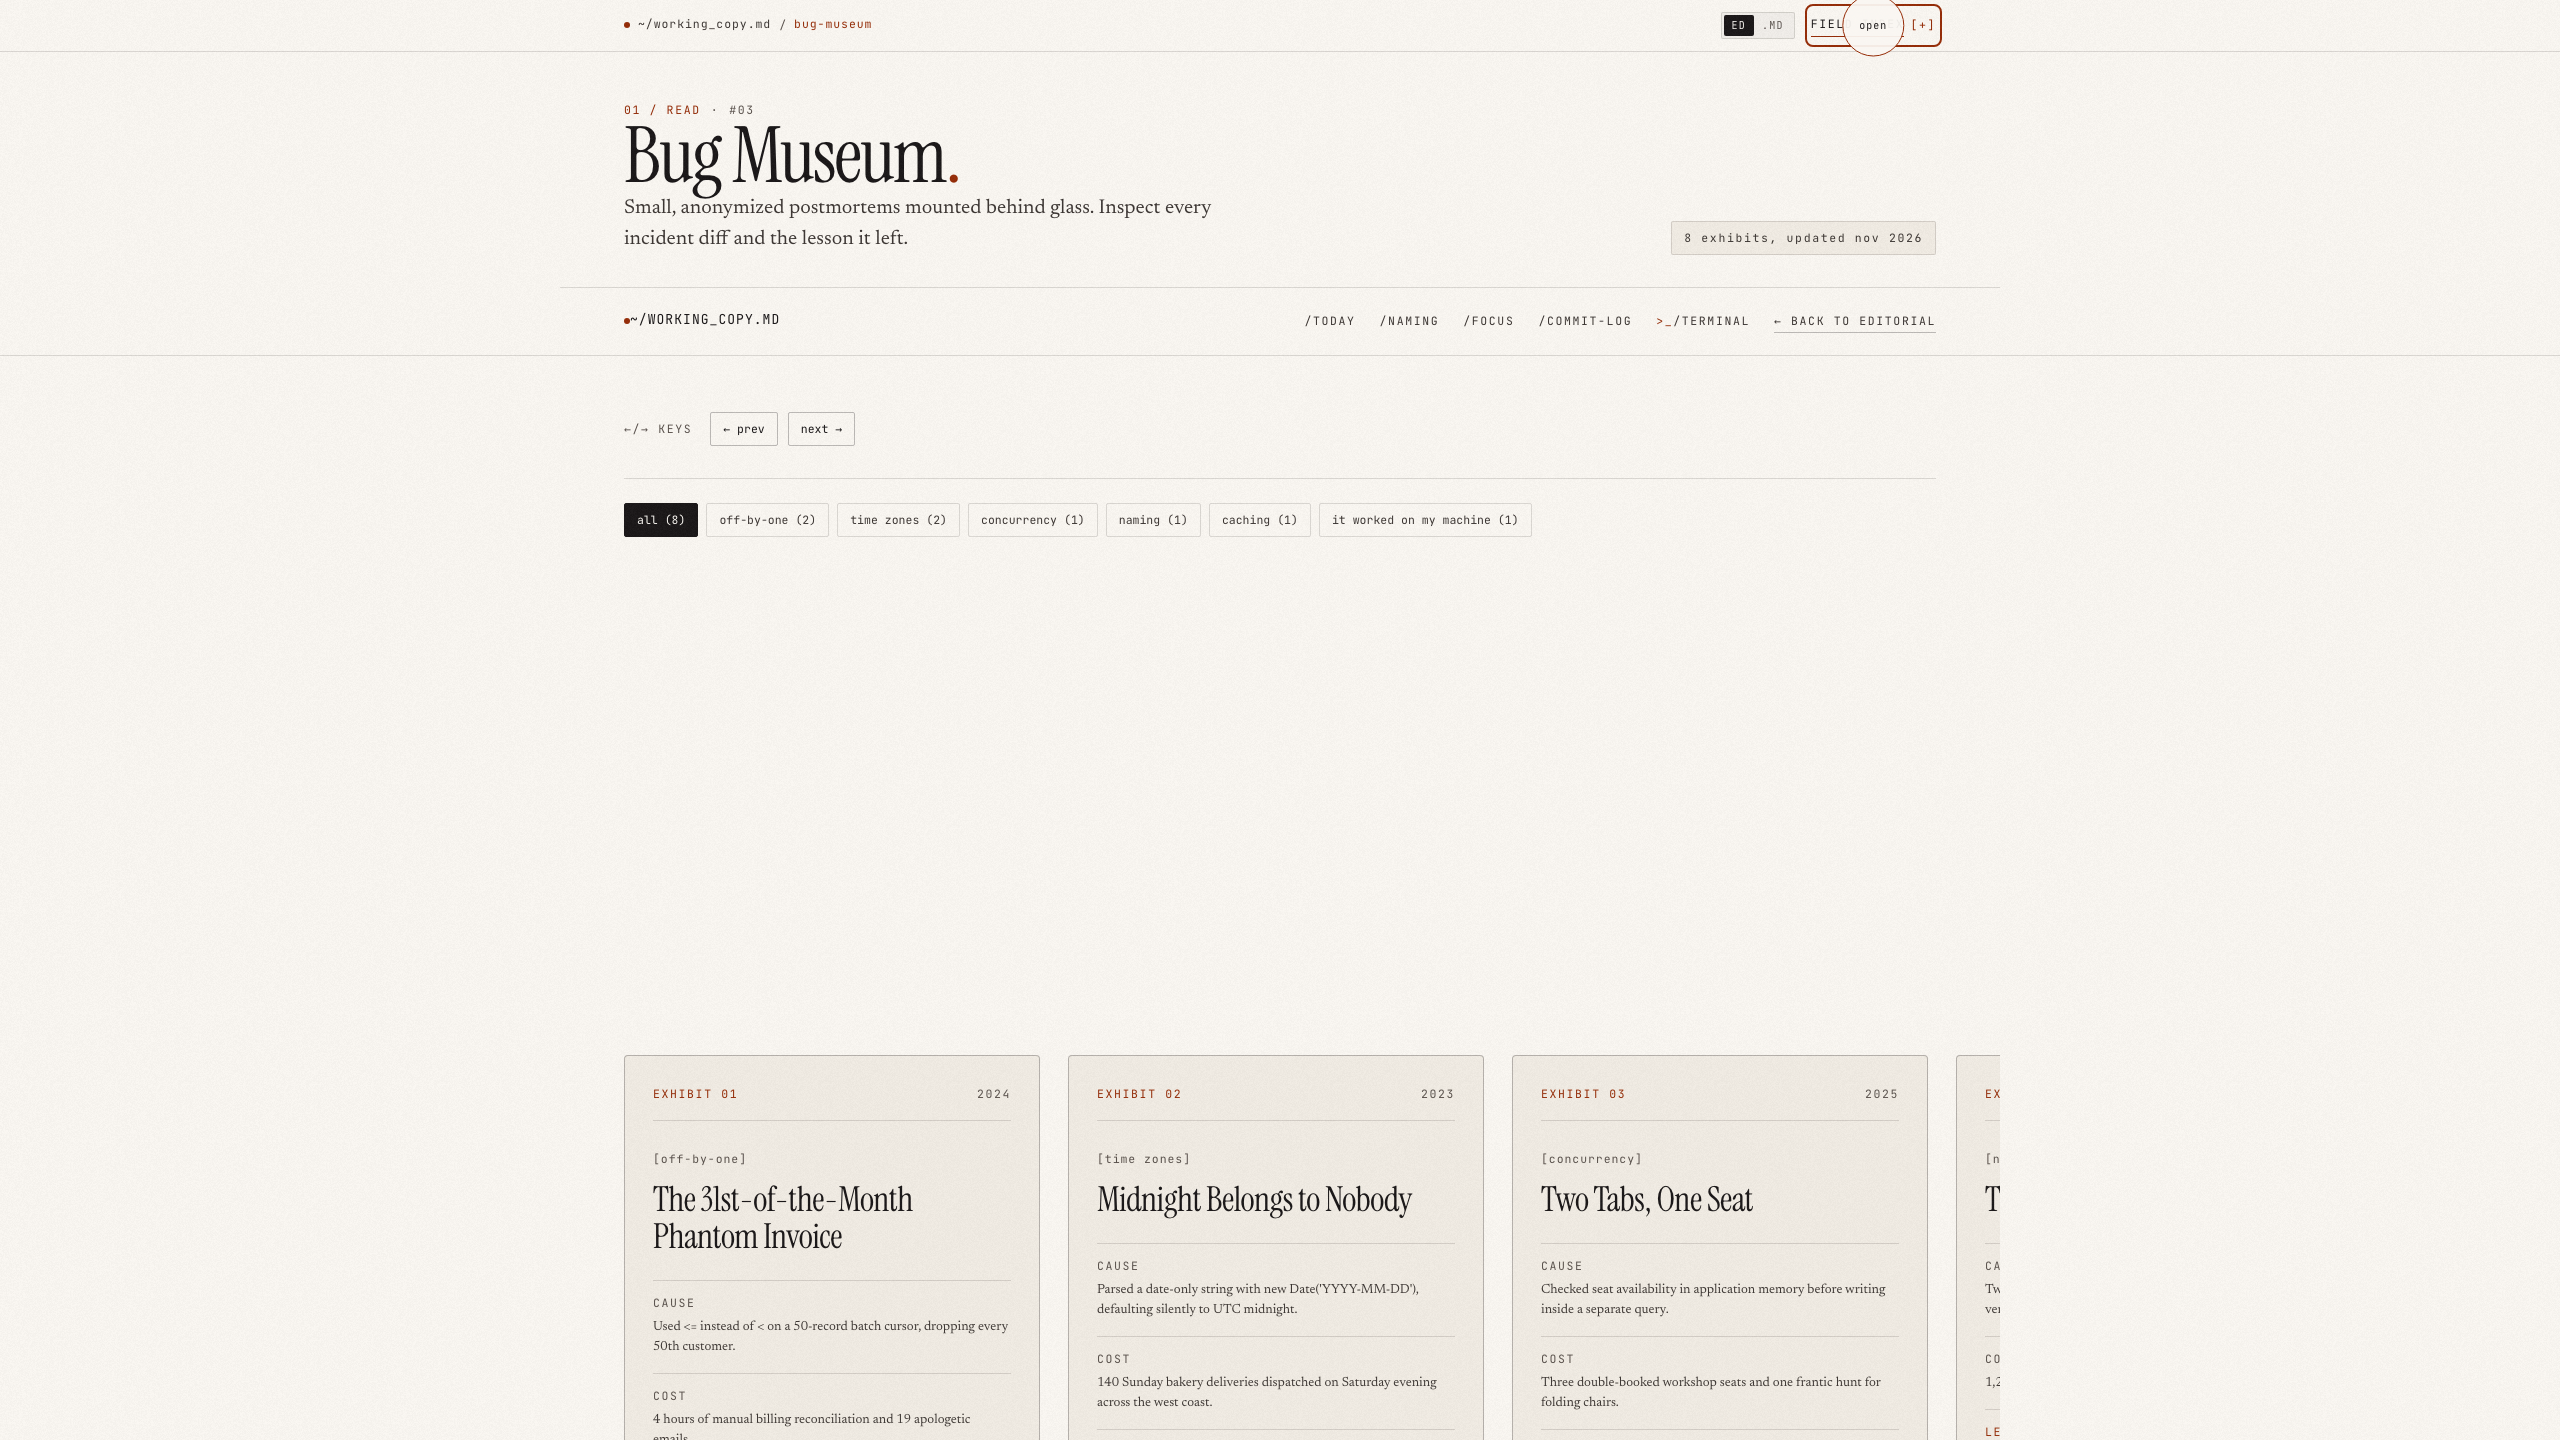 ~/working_copy.md / bug-museum
ED .MD
FIEL open [+]
01 / READ · #03
Bug Museum.
Small, anonymized postmortems mounted behind glass. Inspect every
incident diff and the lesson it left.
8 exhibits, updated nov 2026
~/WORKING_COPY.MD
/TODAY /NAMING /FOCUS /COMMIT-LOG >_/TERMINAL ← BACK TO EDITORIAL
←/→ KEYS ← prev next →
all (8) off-by-one (2) time zones (2) concurrency (1) naming (1) caching (1) it worked on my machine (1)
EXHIBIT 01 2024
[off-by-one]
The 31st-of-the-Month
Phantom Invoice
CAUSE
Used <= instead of < on a 50-record batch cursor, dropping every
50th customer.
COST
4 hours of manual billing reconciliation and 19 apologetic
emails
EXHIBIT 02 2023
[time zones]
Midnight Belongs to Nobody
CAUSE
Parsed a date-only string with new Date('YYYY-MM-DD'),
defaulting silently to UTC midnight.
COST
140 Sunday bakery deliveries dispatched on Saturday evening
across the west coast.
EXHIBIT 03 2025
[concurrency]
Two Tabs, One Seat
CAUSE
Checked seat availability in application memory before writing
inside a separate query.
COST
Three double-booked workshop seats and one frantic hunt for
folding chairs.